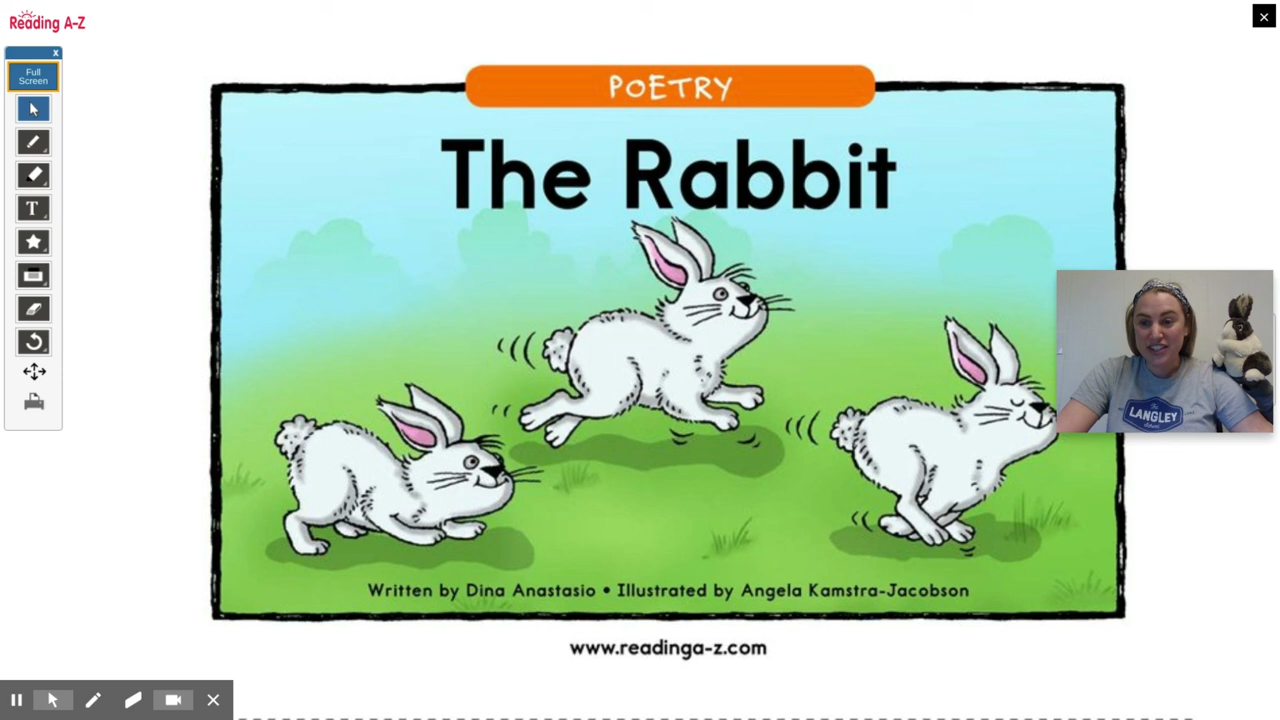 Reading A-Z
x
Full
Screen
T
POETRY
The Rabbit
The
LANGLEY
Written by Dina Anastasio • Illustrated by Angela Kamstra-Jacobson
www.readinga-z.com